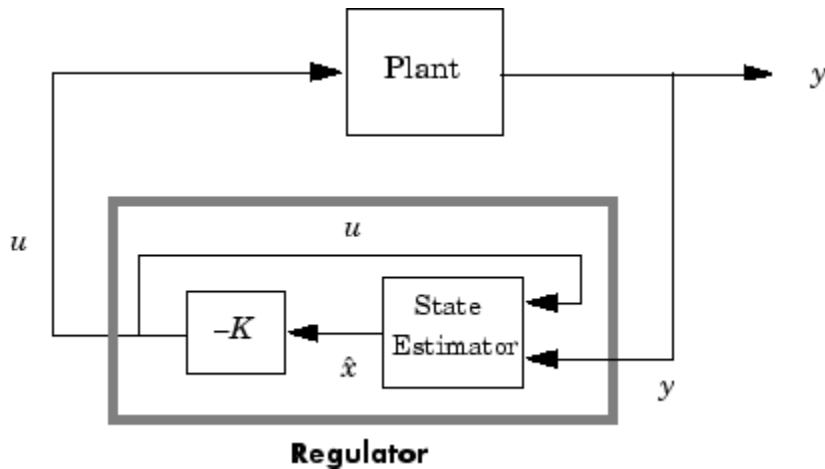 Plant
y
u
u
–K
State
Estimator
x̂
y
Regulator